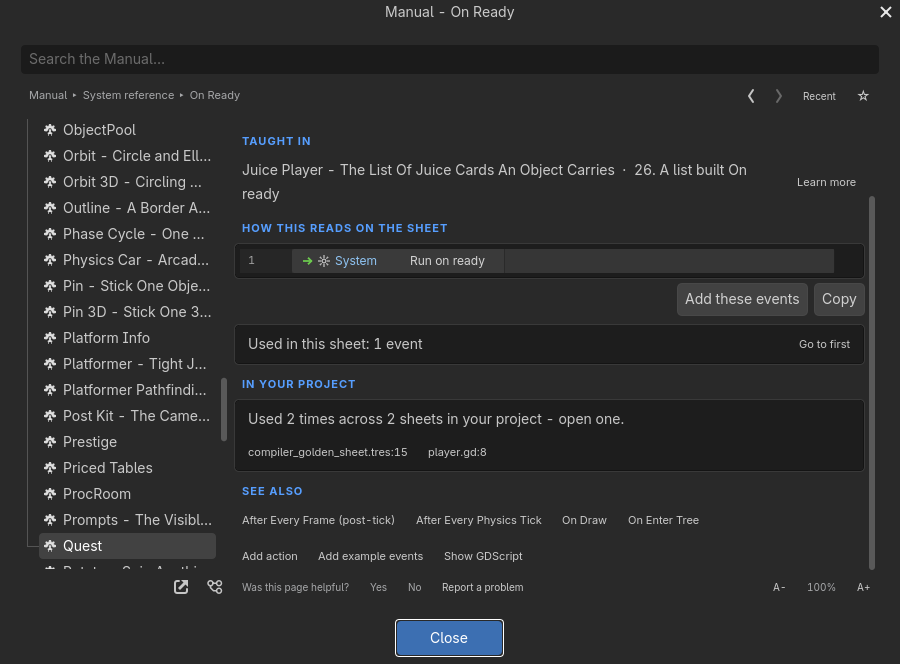 Manual - On Ready
Search the Manual...
Manual ‣ System reference ‣ On Ready
Recent
ObjectPool
Orbit - Circle and Ell...
Orbit 3D - Circling ...
Outline - A Border A...
Phase Cycle - One ...
Physics Car - Arcad...
Pin - Stick One Obje...
Pin 3D - Stick One 3...
Platform Info
Platformer - Tight J...
Platformer Pathfindi...
Post Kit - The Came...
Prestige
Priced Tables
ProcRoom
Prompts - The Visibl...
Quest
TAUGHT IN
Juice Player - The List Of Juice Cards An Object Carries · 26. A list built On
ready
Learn more
HOW THIS READS ON THE SHEET
1 System Run on ready
Add these events Copy
Used in this sheet: 1 event Go to first
IN YOUR PROJECT
Used 2 times across 2 sheets in your project - open one.
compiler_golden_sheet.tres:15 player.gd:8
SEE ALSO
After Every Frame (post-tick) After Every Physics Tick On Draw On Enter Tree
Add action Add example events Show GDScript
Was this page helpful? Yes No Report a problem A- 100% A+
Close